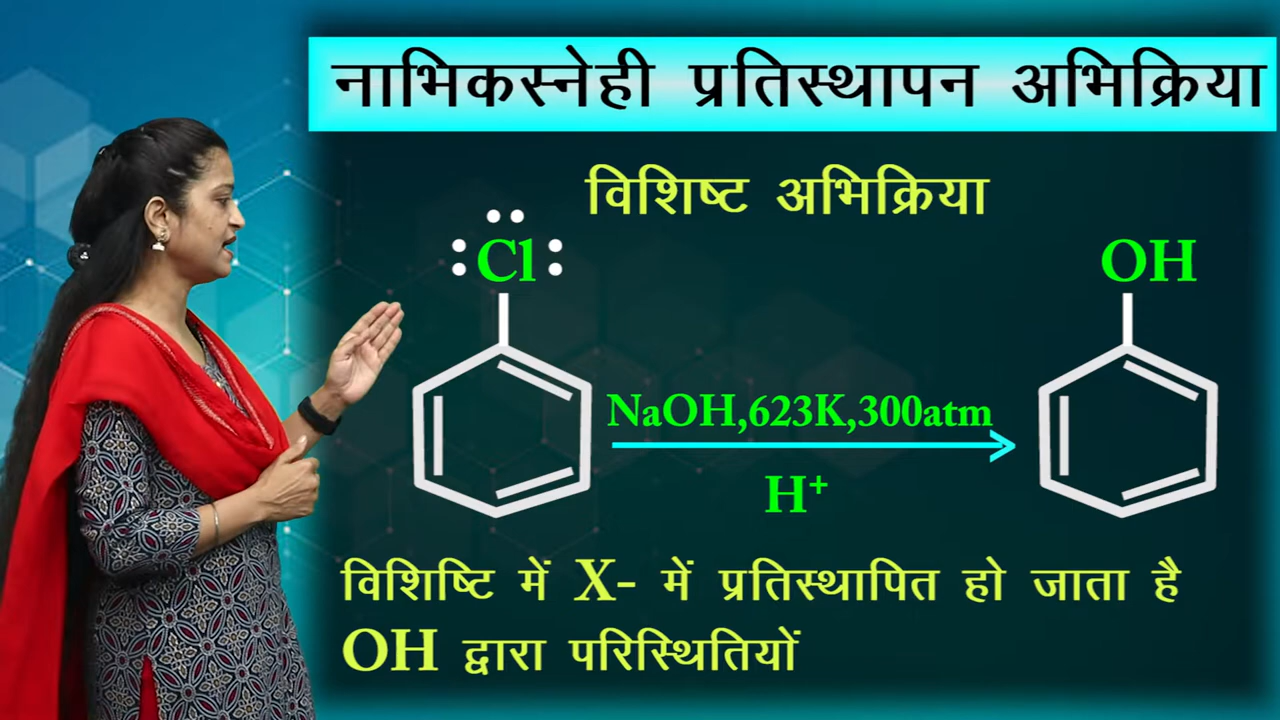 नाभिकस्नेही प्रतिस्थापन अभिक्रिया
विशिष्ट अभिक्रिया
Cl
OH
NaOH,623K,300atm
H⁺
विशिष्टि में X- में प्रतिस्थापित हो जाता है
OH द्वारा परिस्थितियों